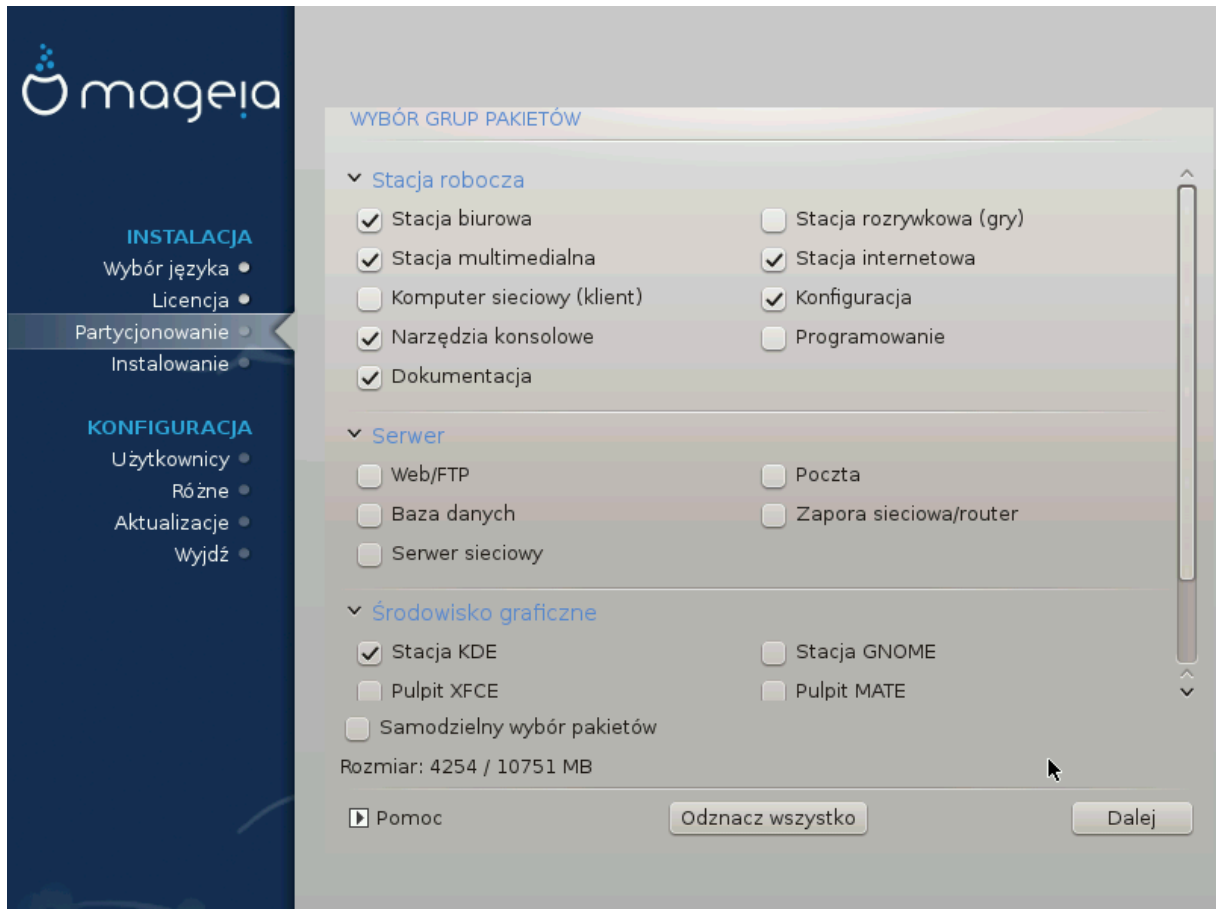 mageia
INSTALACJA
Wybór języka
Licencja
Partycjonowanie
Instalowanie
KONFIGURACJA
Użytkownicy
Różne
Aktualizacje
Wyjdź
WYBÓR GRUP PAKIETÓW
Stacja robocza
Stacja biurowa
Stacja rozrywkowa (gry)
Stacja multimedialna
Stacja internetowa
Komputer sieciowy (klient)
Konfiguracja
Narzędzia konsolowe
Programowanie
Dokumentacja
Serwer
Web/FTP
Poczta
Baza danych
Zapora sieciowa/router
Serwer sieciowy
Środowisko graficzne
Stacja KDE
Stacja GNOME
Pulpit XFCE
Pulpit MATE
Samodzielny wybór pakietów
Rozmiar: 4254 / 10751 MB
Pomoc
Odznacz wszystko
Dalej